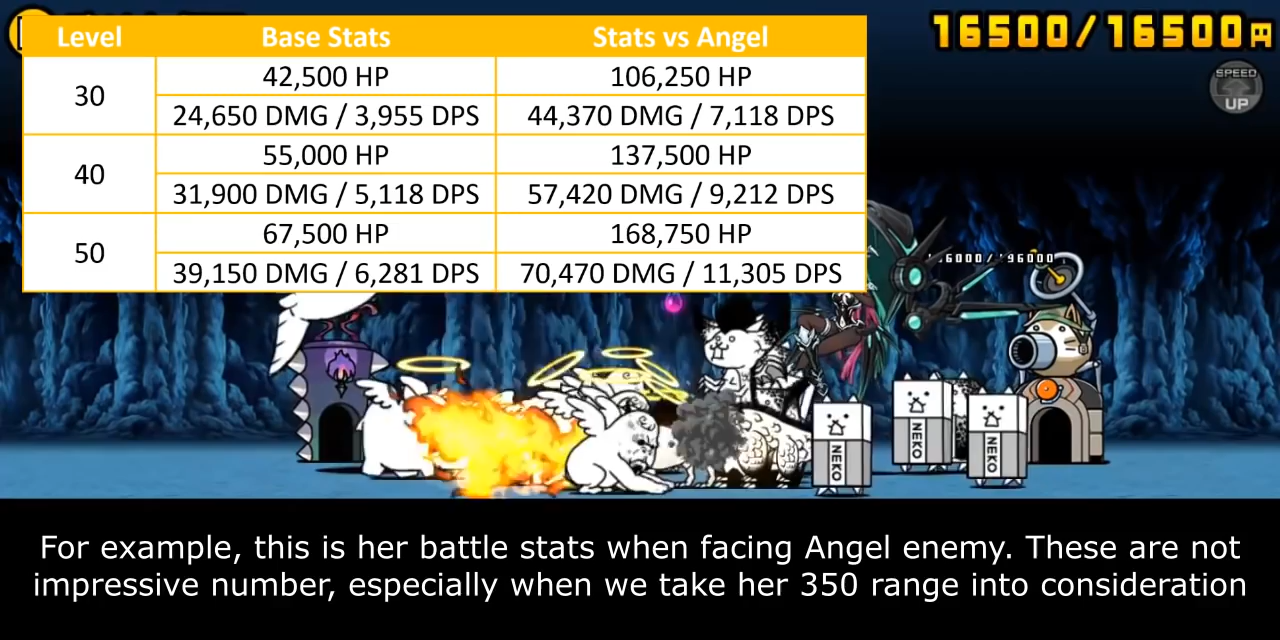 16500/16500円
Level Base Stats Stats vs Angel
30 42,500 HP 106,250 HP
24,650 DMG / 3,955 DPS 44,370 DMG / 7,118 DPS
40 55,000 HP 137,500 HP
31,900 DMG / 5,118 DPS 57,420 DMG / 9,212 DPS
50 67,500 HP 168,750 HP
39,150 DMG / 6,281 DPS 70,470 DMG / 11,305 DPS
SPEED
UP
NEKO
NEKO
NEKO
For example, this is her battle stats when facing Angel enemy. These are not
impressive number, especially when we take her 350 range into consideration